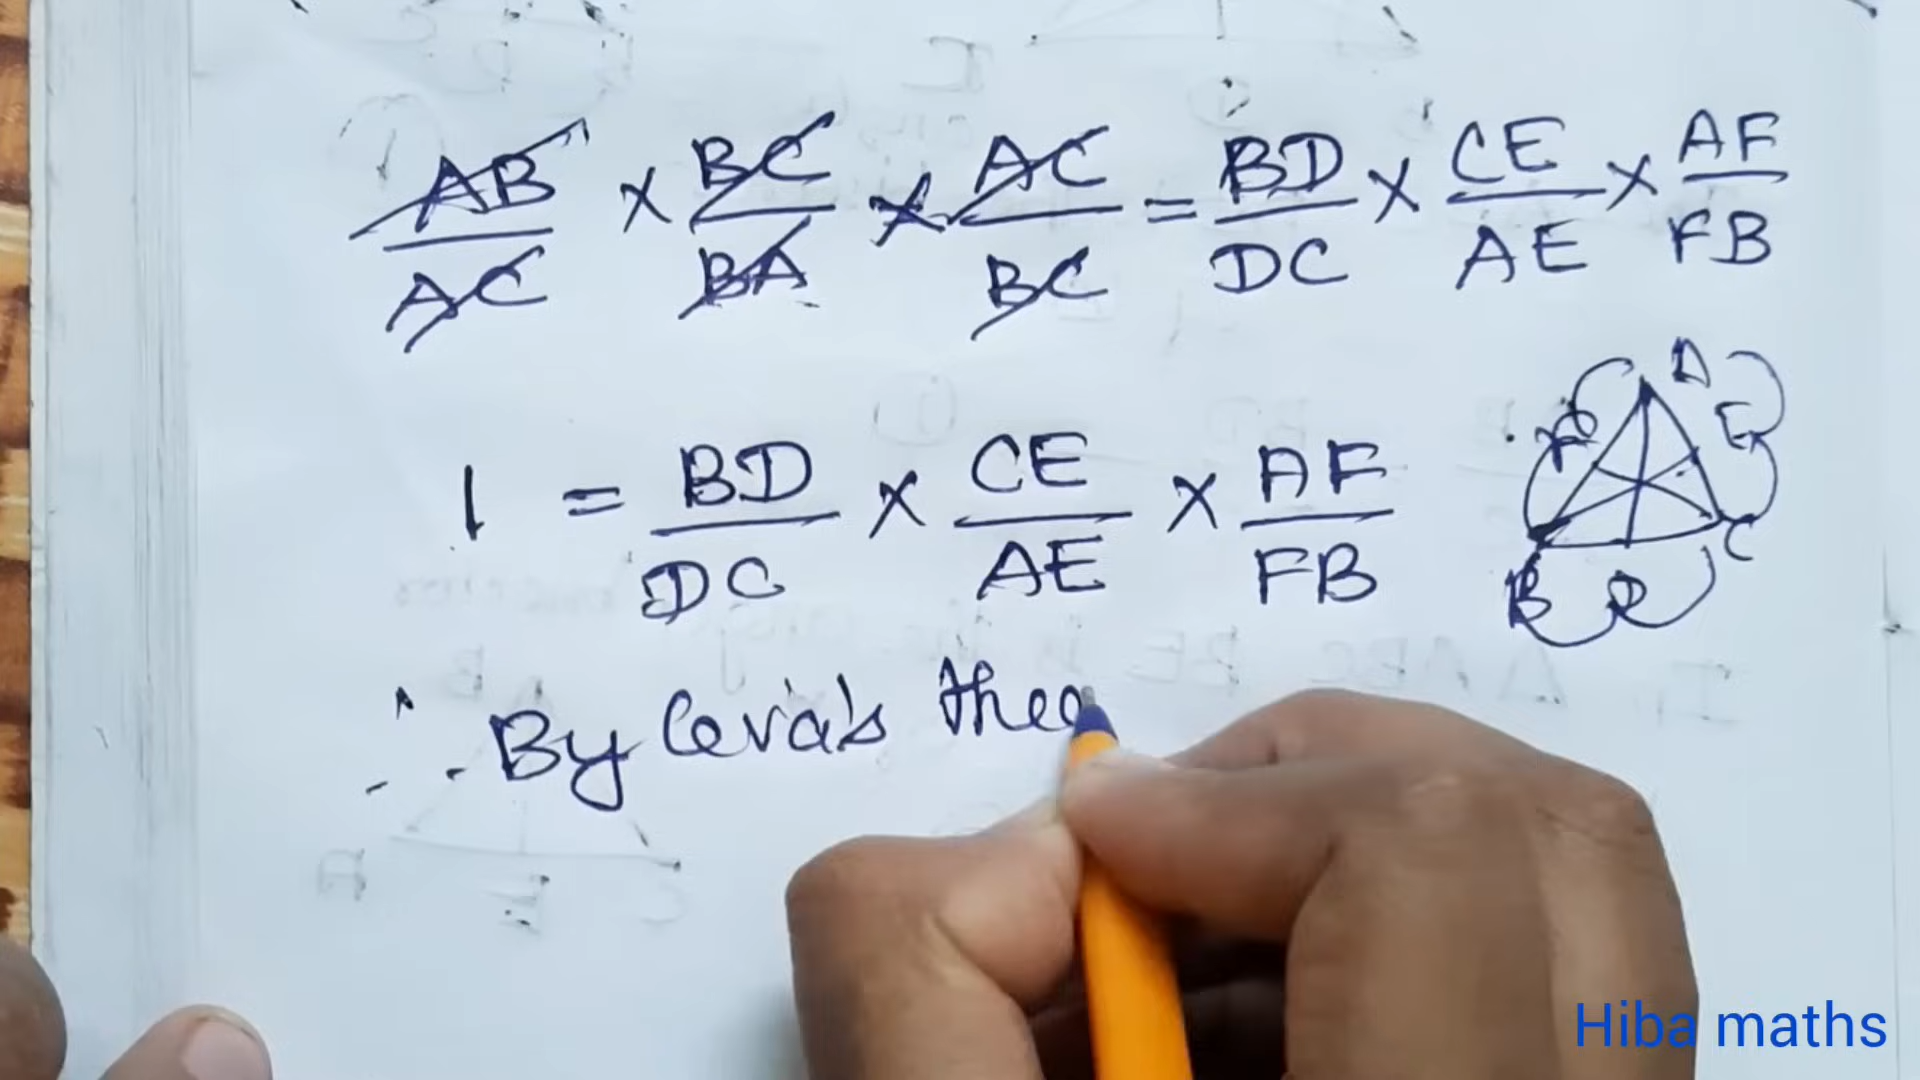 AB/AC × BC/BA × AC/BC = BD/DC × CE/AE × AF/FB
1 = BD/DC × CE/AE × AF/FB
A
F E
B D C
∴ By Ceva's theo
Hiba maths